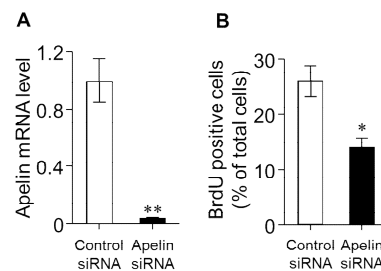 A
B
Apelin mRNA level
1.2
0.8
0.4
0
**
Control siRNA
Apelin siRNA
BrdU positive cells
(% of total cells)
30
20
10
0
*
Control siRNA
Apelin siRNA